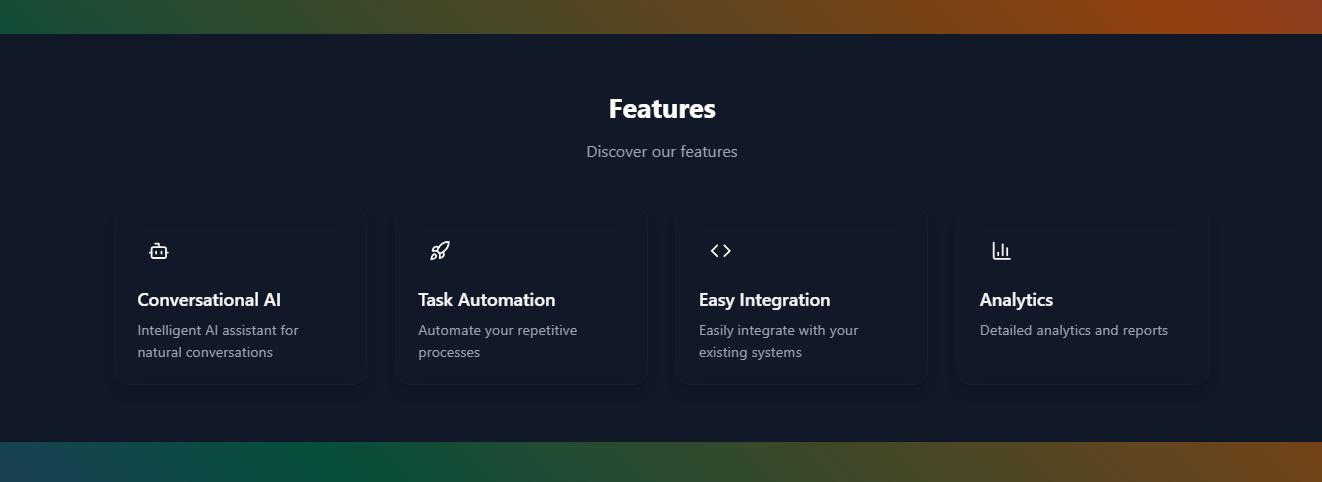 Features
Discover our features
Conversational AI
Intelligent AI assistant for
natural conversations
Task Automation
Automate your repetitive
processes
Easy Integration
Easily integrate with your
existing systems
Analytics
Detailed analytics and reports